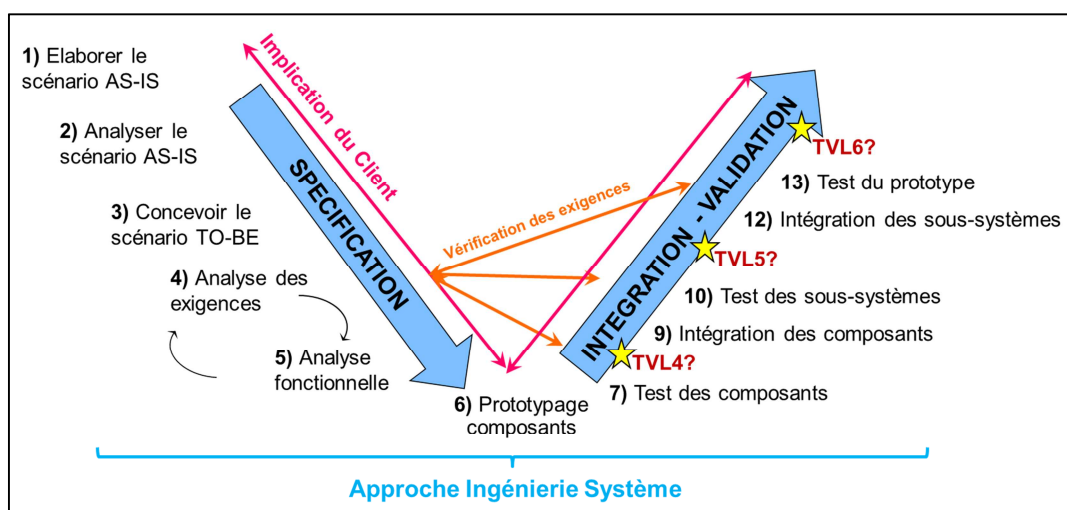 1) Elaborer le
scénario AS-IS
2) Analyser le
scénario AS-IS
3) Concevoir le
scénario TO-BE
4) Analyse des
exigences
5) Analyse
fonctionnelle
SPECIFICATION
Implication du Client
Vérification des exigences
6) Prototypage
composants
INTEGRATION - VALIDATION
TVL6?
13) Test du prototype
12) Intégration des sous-systèmes
TVL5?
10) Test des sous-systèmes
9) Intégration des composants
TVL4?
7) Test des composants
Approche Ingénierie Système